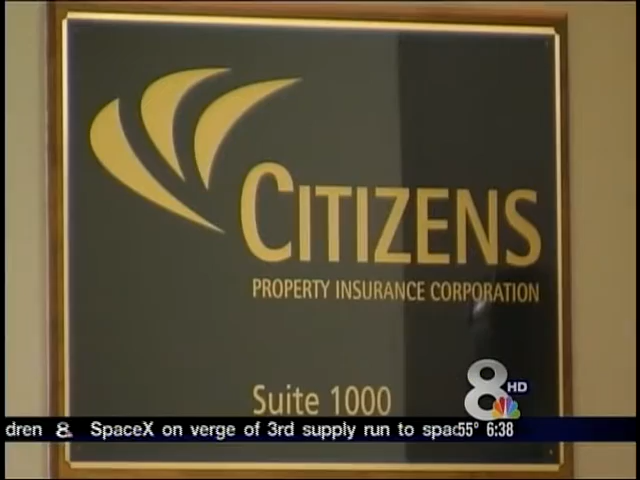 CITIZENS
PROPERTY INSURANCE CORPORATION
Suite 1000
8 HD
dren 8 SpaceX on verge of 3rd supply run to spac 55° 6:38